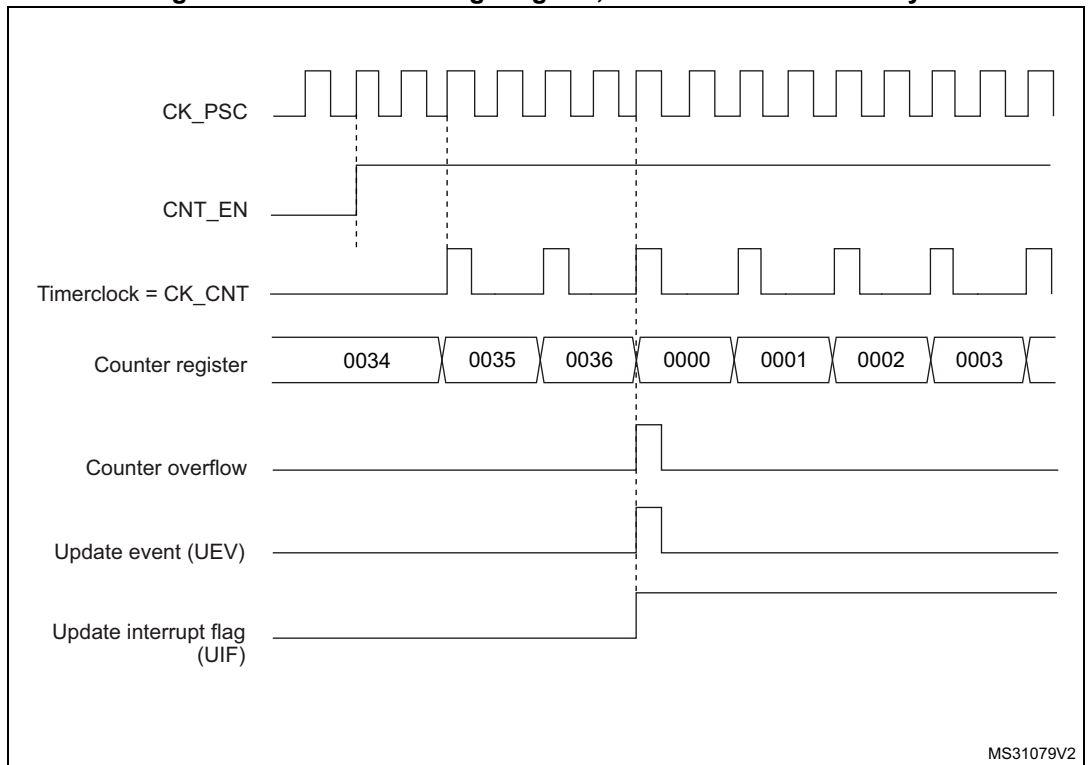 CK_PSC
CNT_EN
Timerclock = CK_CNT
Counter register
0034 0035 0036 0000 0001 0002 0003
Counter overflow
Update event (UEV)
Update interrupt flag
(UIF)
MS31079V2